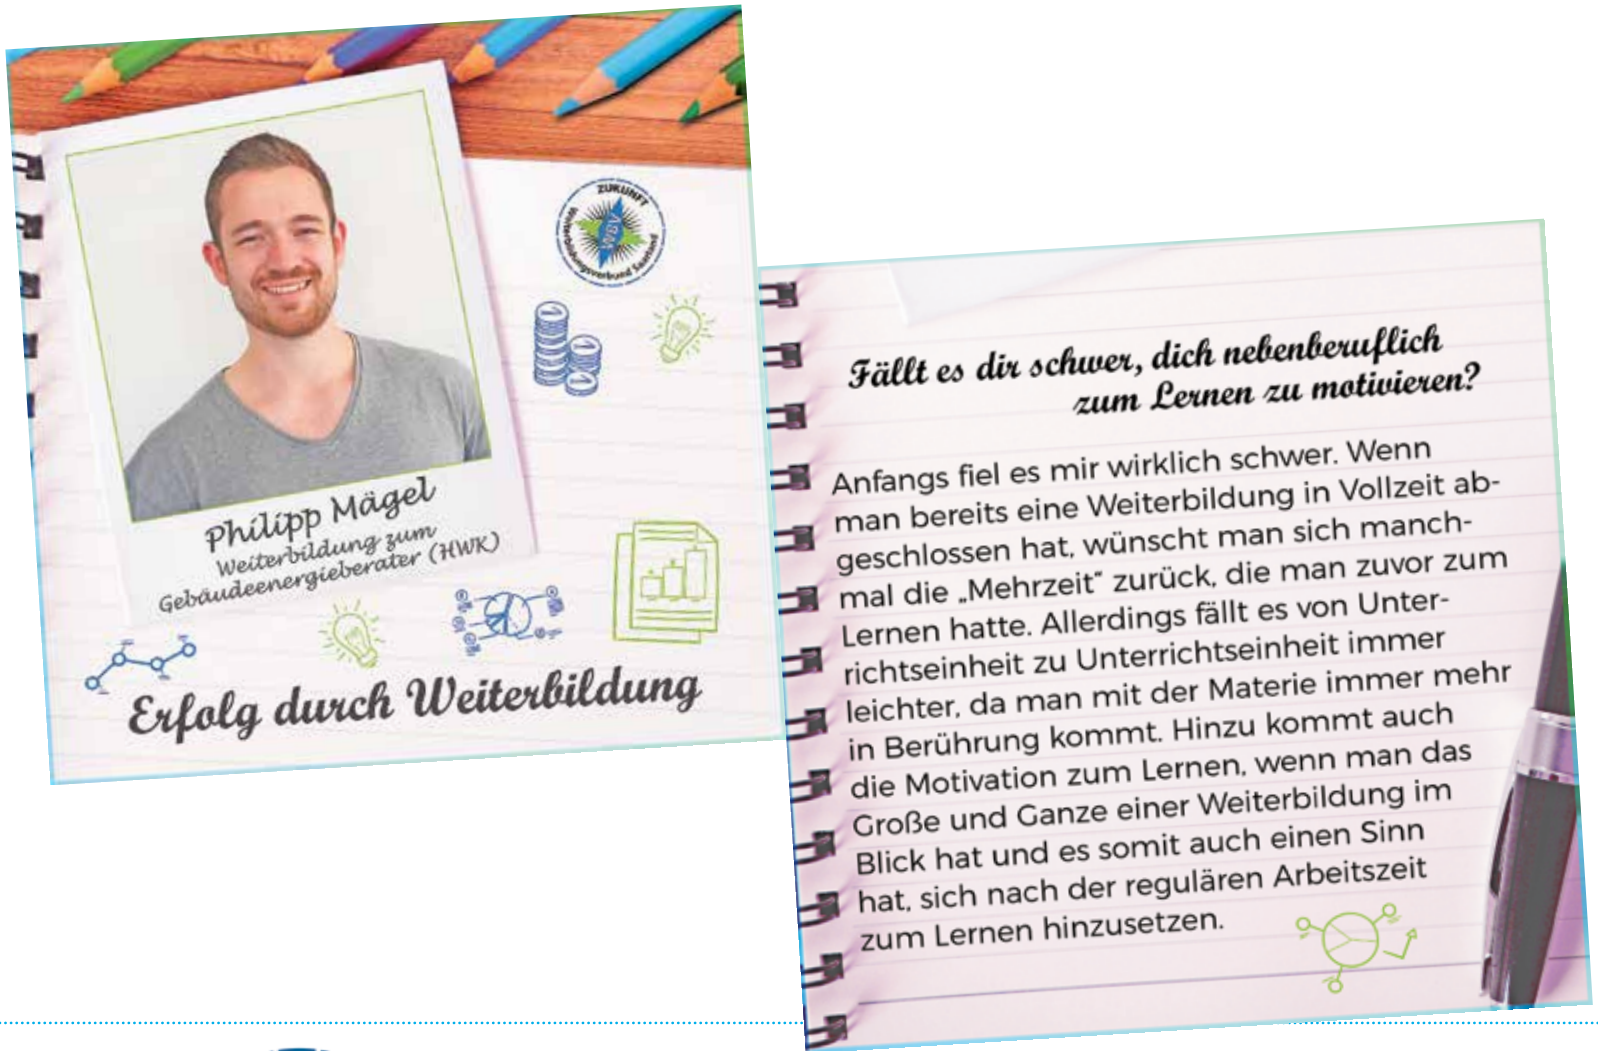 ZUKUNFT
WBV
Weiterbildungsverbund Saarland
Philipp Mägel
Weiterbildung zum
Gebäudeenergieberater (HWK)
Erfolg durch Weiterbildung
Fällt es dir schwer, dich nebenberuflich
zum Lernen zu motivieren?
Anfangs fiel es mir wirklich schwer. Wenn
man bereits eine Weiterbildung in Vollzeit ab-
geschlossen hat, wünscht man sich manch-
mal die „Mehrzeit“ zurück, die man zuvor zum
Lernen hatte. Allerdings fällt es von Unter-
richtseinheit zu Unterrichtseinheit immer
leichter, da man mit der Materie immer mehr
in Berührung kommt. Hinzu kommt auch
die Motivation zum Lernen, wenn man das
Große und Ganze einer Weiterbildung im
Blick hat und es somit auch einen Sinn
hat, sich nach der regulären Arbeitszeit
zum Lernen hinzusetzen.